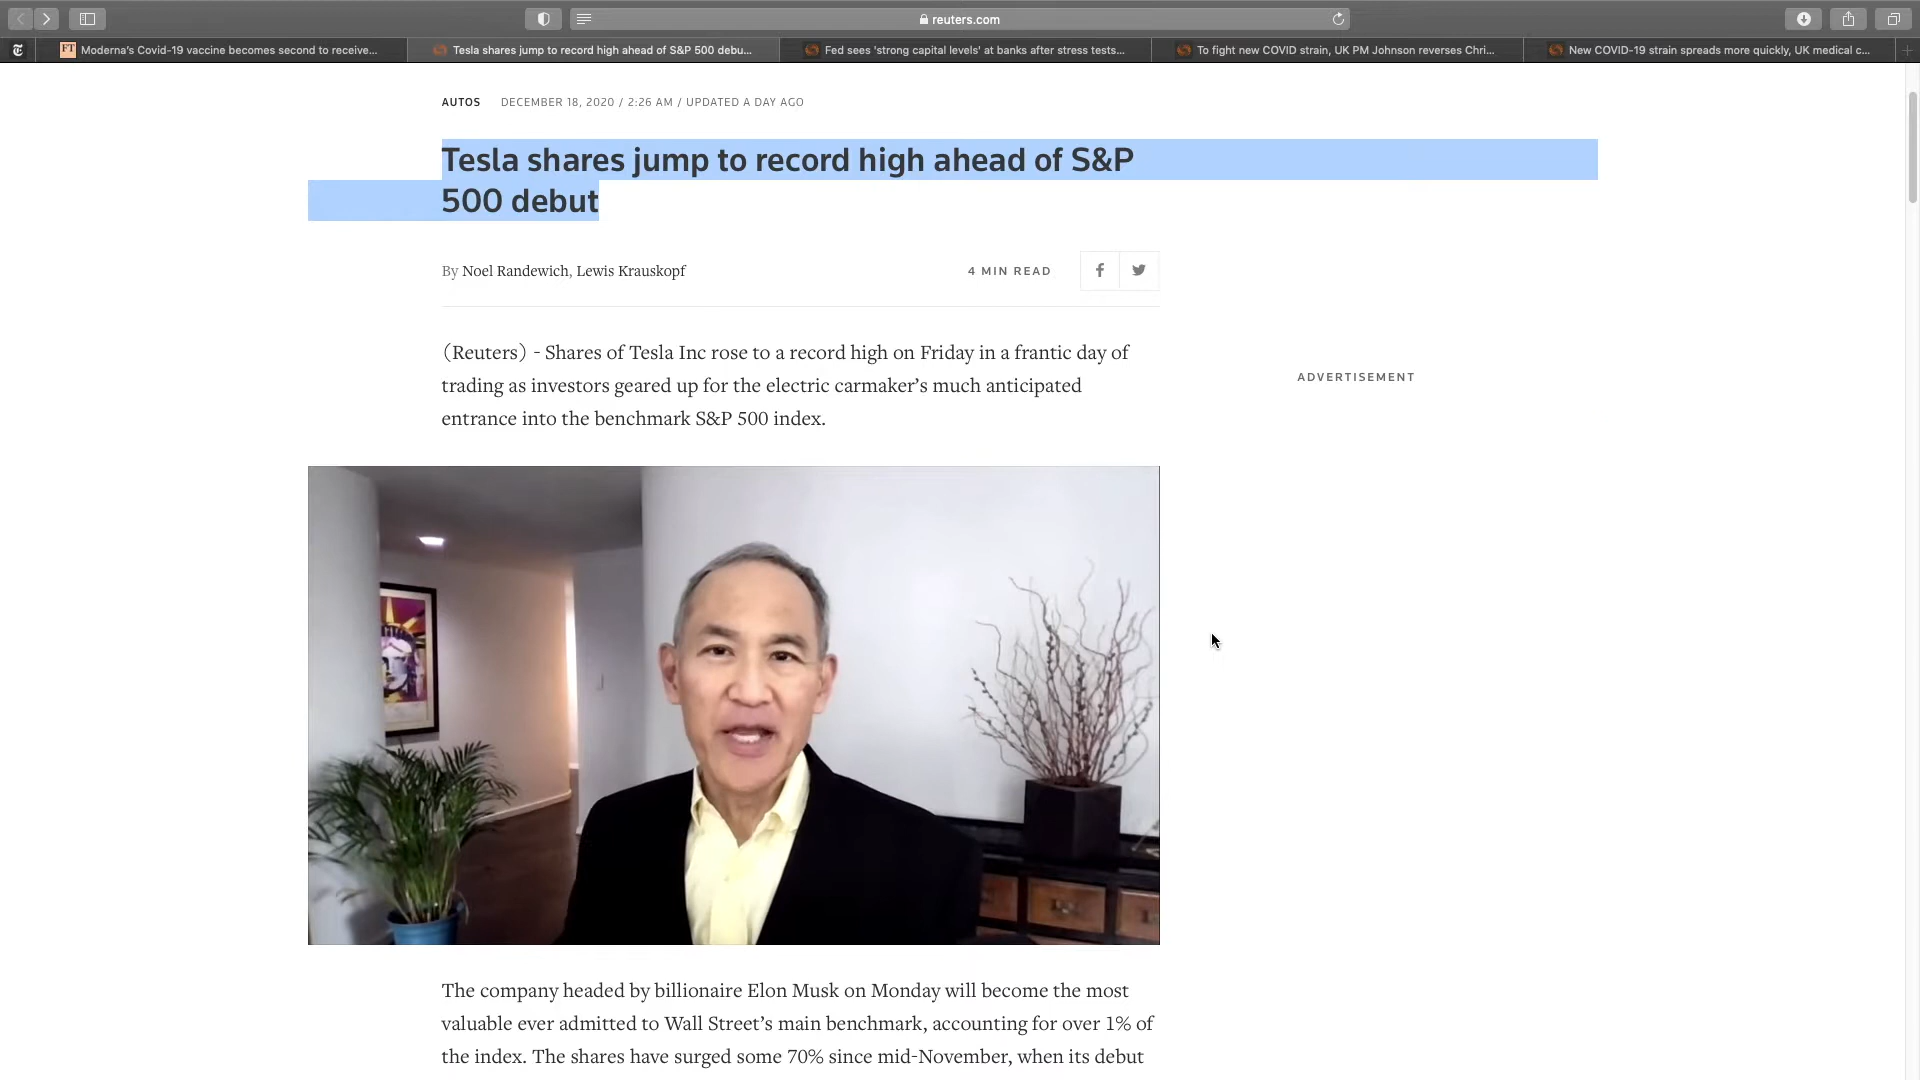 reuters.com
Moderna's Covid-19 vaccine becomes second to receive...
Tesla shares jump to record high ahead of S&P 500 debu...
Fed sees 'strong capital levels' at banks after stress tests...
To fight new COVID strain, UK PM Johnson reverses Chri...
New COVID-19 strain spreads more quickly, UK medical c...
AUTOS DECEMBER 18, 2020 / 2:26 AM / UPDATED A DAY AGO
Tesla shares jump to record high ahead of S&P
500 debut
By Noel Randewich, Lewis Krauskopf
4 MIN READ
(Reuters) - Shares of Tesla Inc rose to a record high on Friday in a frantic day of
trading as investors geared up for the electric carmaker’s much anticipated
entrance into the benchmark S&P 500 index.
ADVERTISEMENT
The company headed by billionaire Elon Musk on Monday will become the most
valuable ever admitted to Wall Street’s main benchmark, accounting for over 1% of
the index. The shares have surged some 70% since mid-November, when its debut